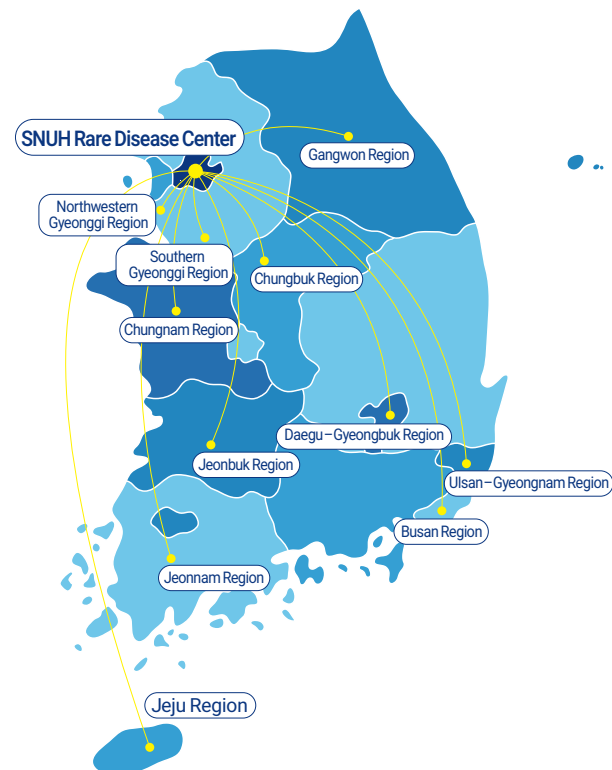 SNUH Rare Disease Center
Gangwon Region
Northwestern
Gyeonggi Region
Southern
Gyeonggi Region
Chungbuk Region
Chungnam Region
Daegu–Gyeongbuk Region
Jeonbuk Region
Ulsan–Gyeongnam Region
Busan Region
Jeonnam Region
Jeju Region